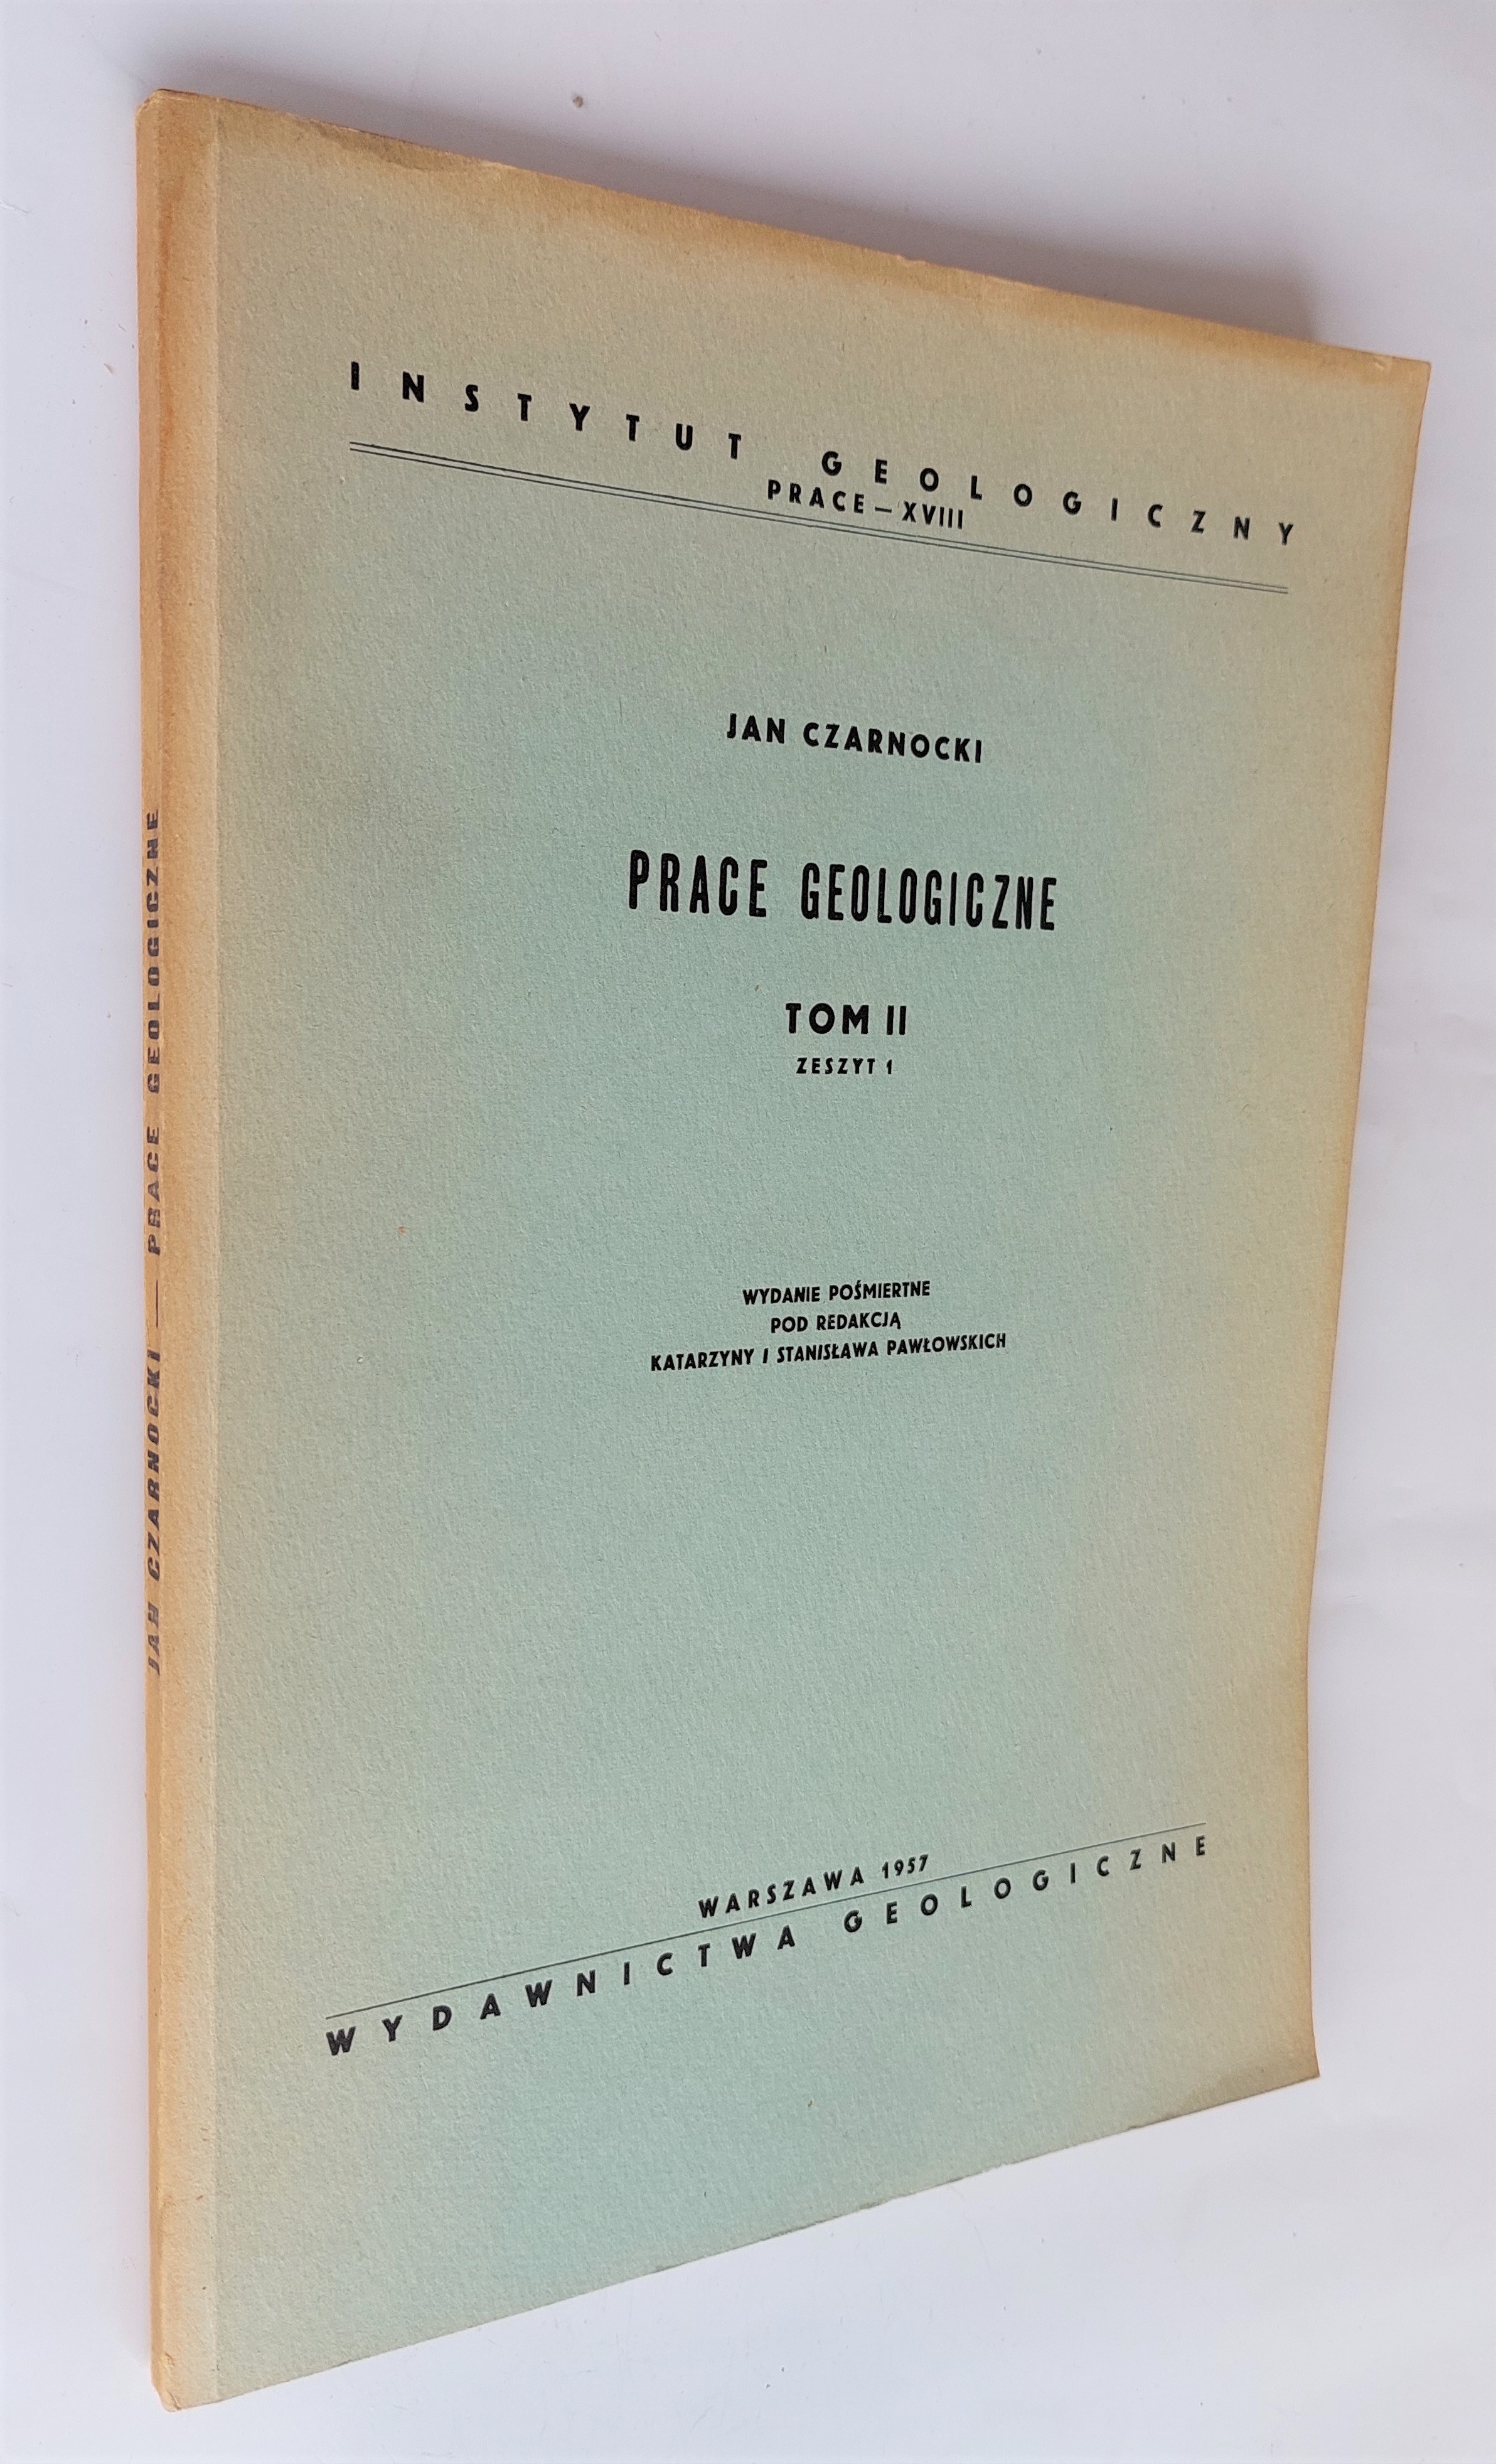 INSTYTUT GEOLOGICZNY
PRACE — XVIII
JAN CZARNOCKI
PRACE GEOLOGICZNE
TOM II
ZESZYT 1
WYDANIE POŚMIERTNE
POD REDAKCJĄ
KATARZYNY I STANISŁAWA PAWŁOWSKICH
WARSZAWA 1957
WYDAWNICTWA GEOLOGICZNE
JAN CZARNOCKI — PRACE GEOLOGICZNE